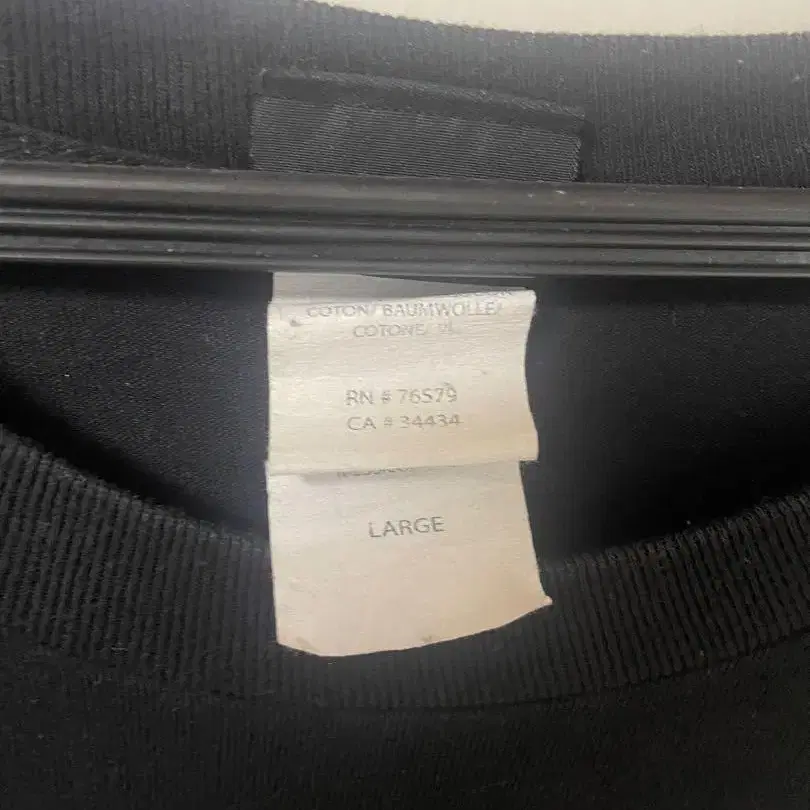 COTON/ BAUMWOLLE/
COTONE/
RN # 76579
CA # 34434
LARGE